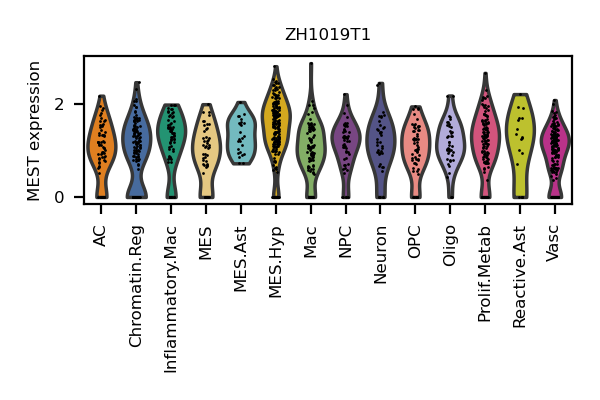 ZH1019T1
MEST expression
2
0
AC
Chromatin.Reg
Inflammatory.Mac
MES
MES.Ast
MES.Hyp
Mac
NPC
Neuron
OPC
Oligo
Prolif.Metab
Reactive.Ast
Vasc